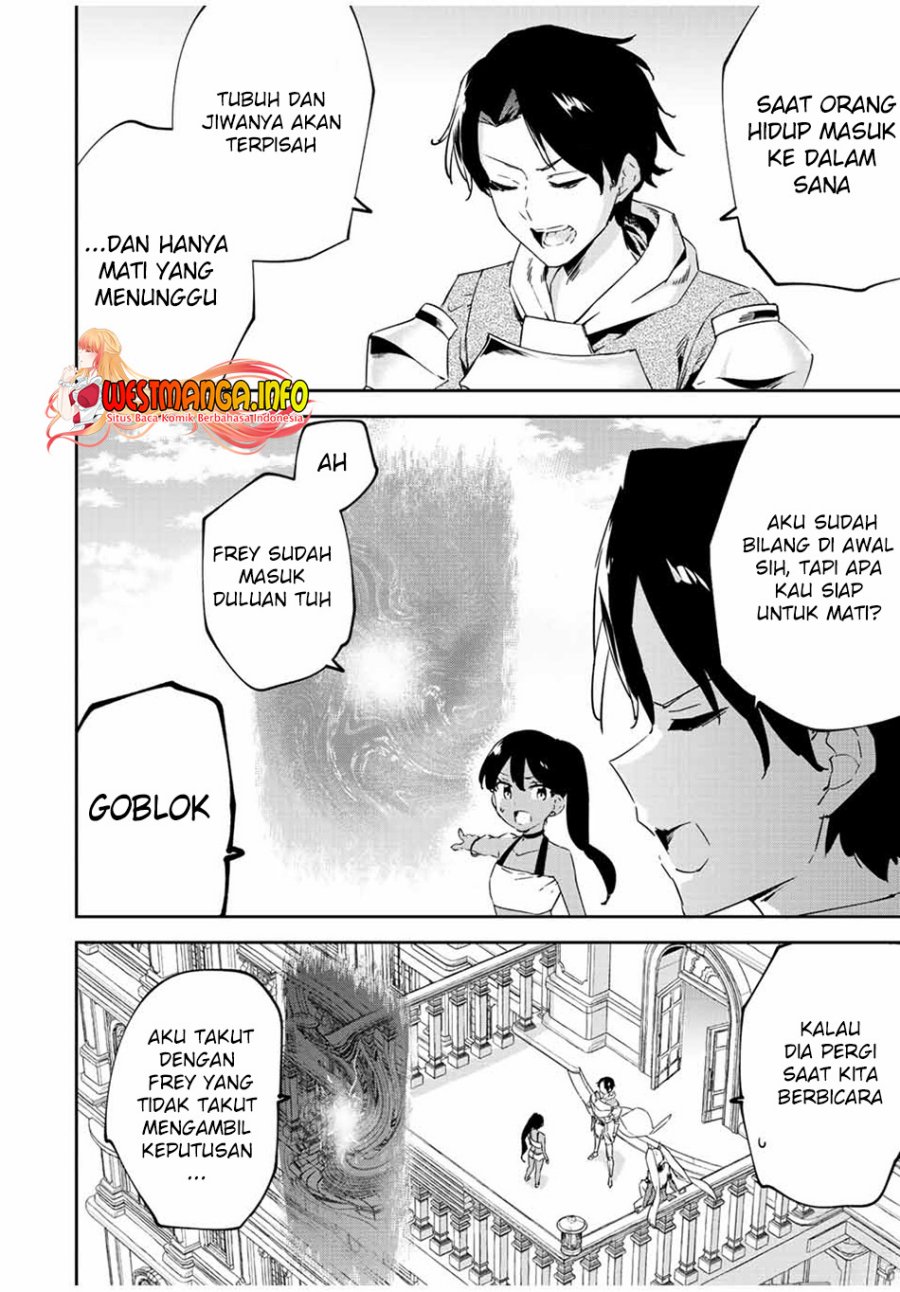 SAAT ORANG
HIDUP MASUK
KE DALAM
SANA
TUBUH DAN
JIWANYA AKAN
TERPISAH
...DAN HANYA
MATI YANG
MENUNGGU
WESTMANGA.INFO
Situs Baca Komik Berbahasa Indonesia
AKU SUDAH
BILANG DI AWAL
SIH, TAPI APA
KAU SIAP
UNTUK MATI?
AH
FREY SUDAH
MASUK
DULUAN TUH
GOBLOK
KALAU
DIA PERGI
SAAT KITA
BERBICARA
AKU TAKUT
DENGAN
FREY YANG
TIDAK TAKUT
MENGAMBIL
KEPUTUSAN
...